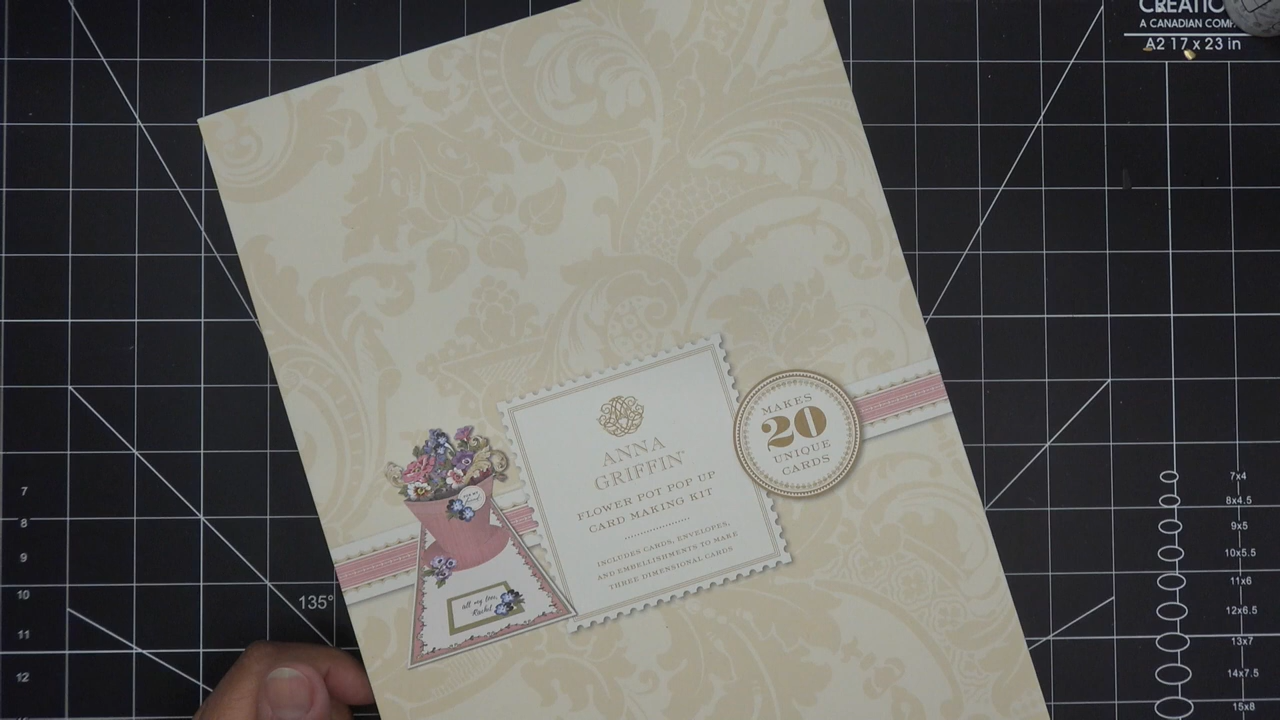 CREATIO
A CANADIAN COMP
A2 17 x 23 in
MAKES
20
UNIQUE
CARDS
ANNA
GRIFFIN
FLOWER POT POP UP
CARD MAKING KIT
INCLUDES CARDS, ENVELOPES,
AND EMBELLISHMENTS TO MAKE
THREE DIMENSIONAL CARDS
all my love,
Rachel
135°
7
8
9
10
11
12
7x4
8x4.5
9x5
10x5.5
11x6
12x6.5
13x7
14x7.5
15x8